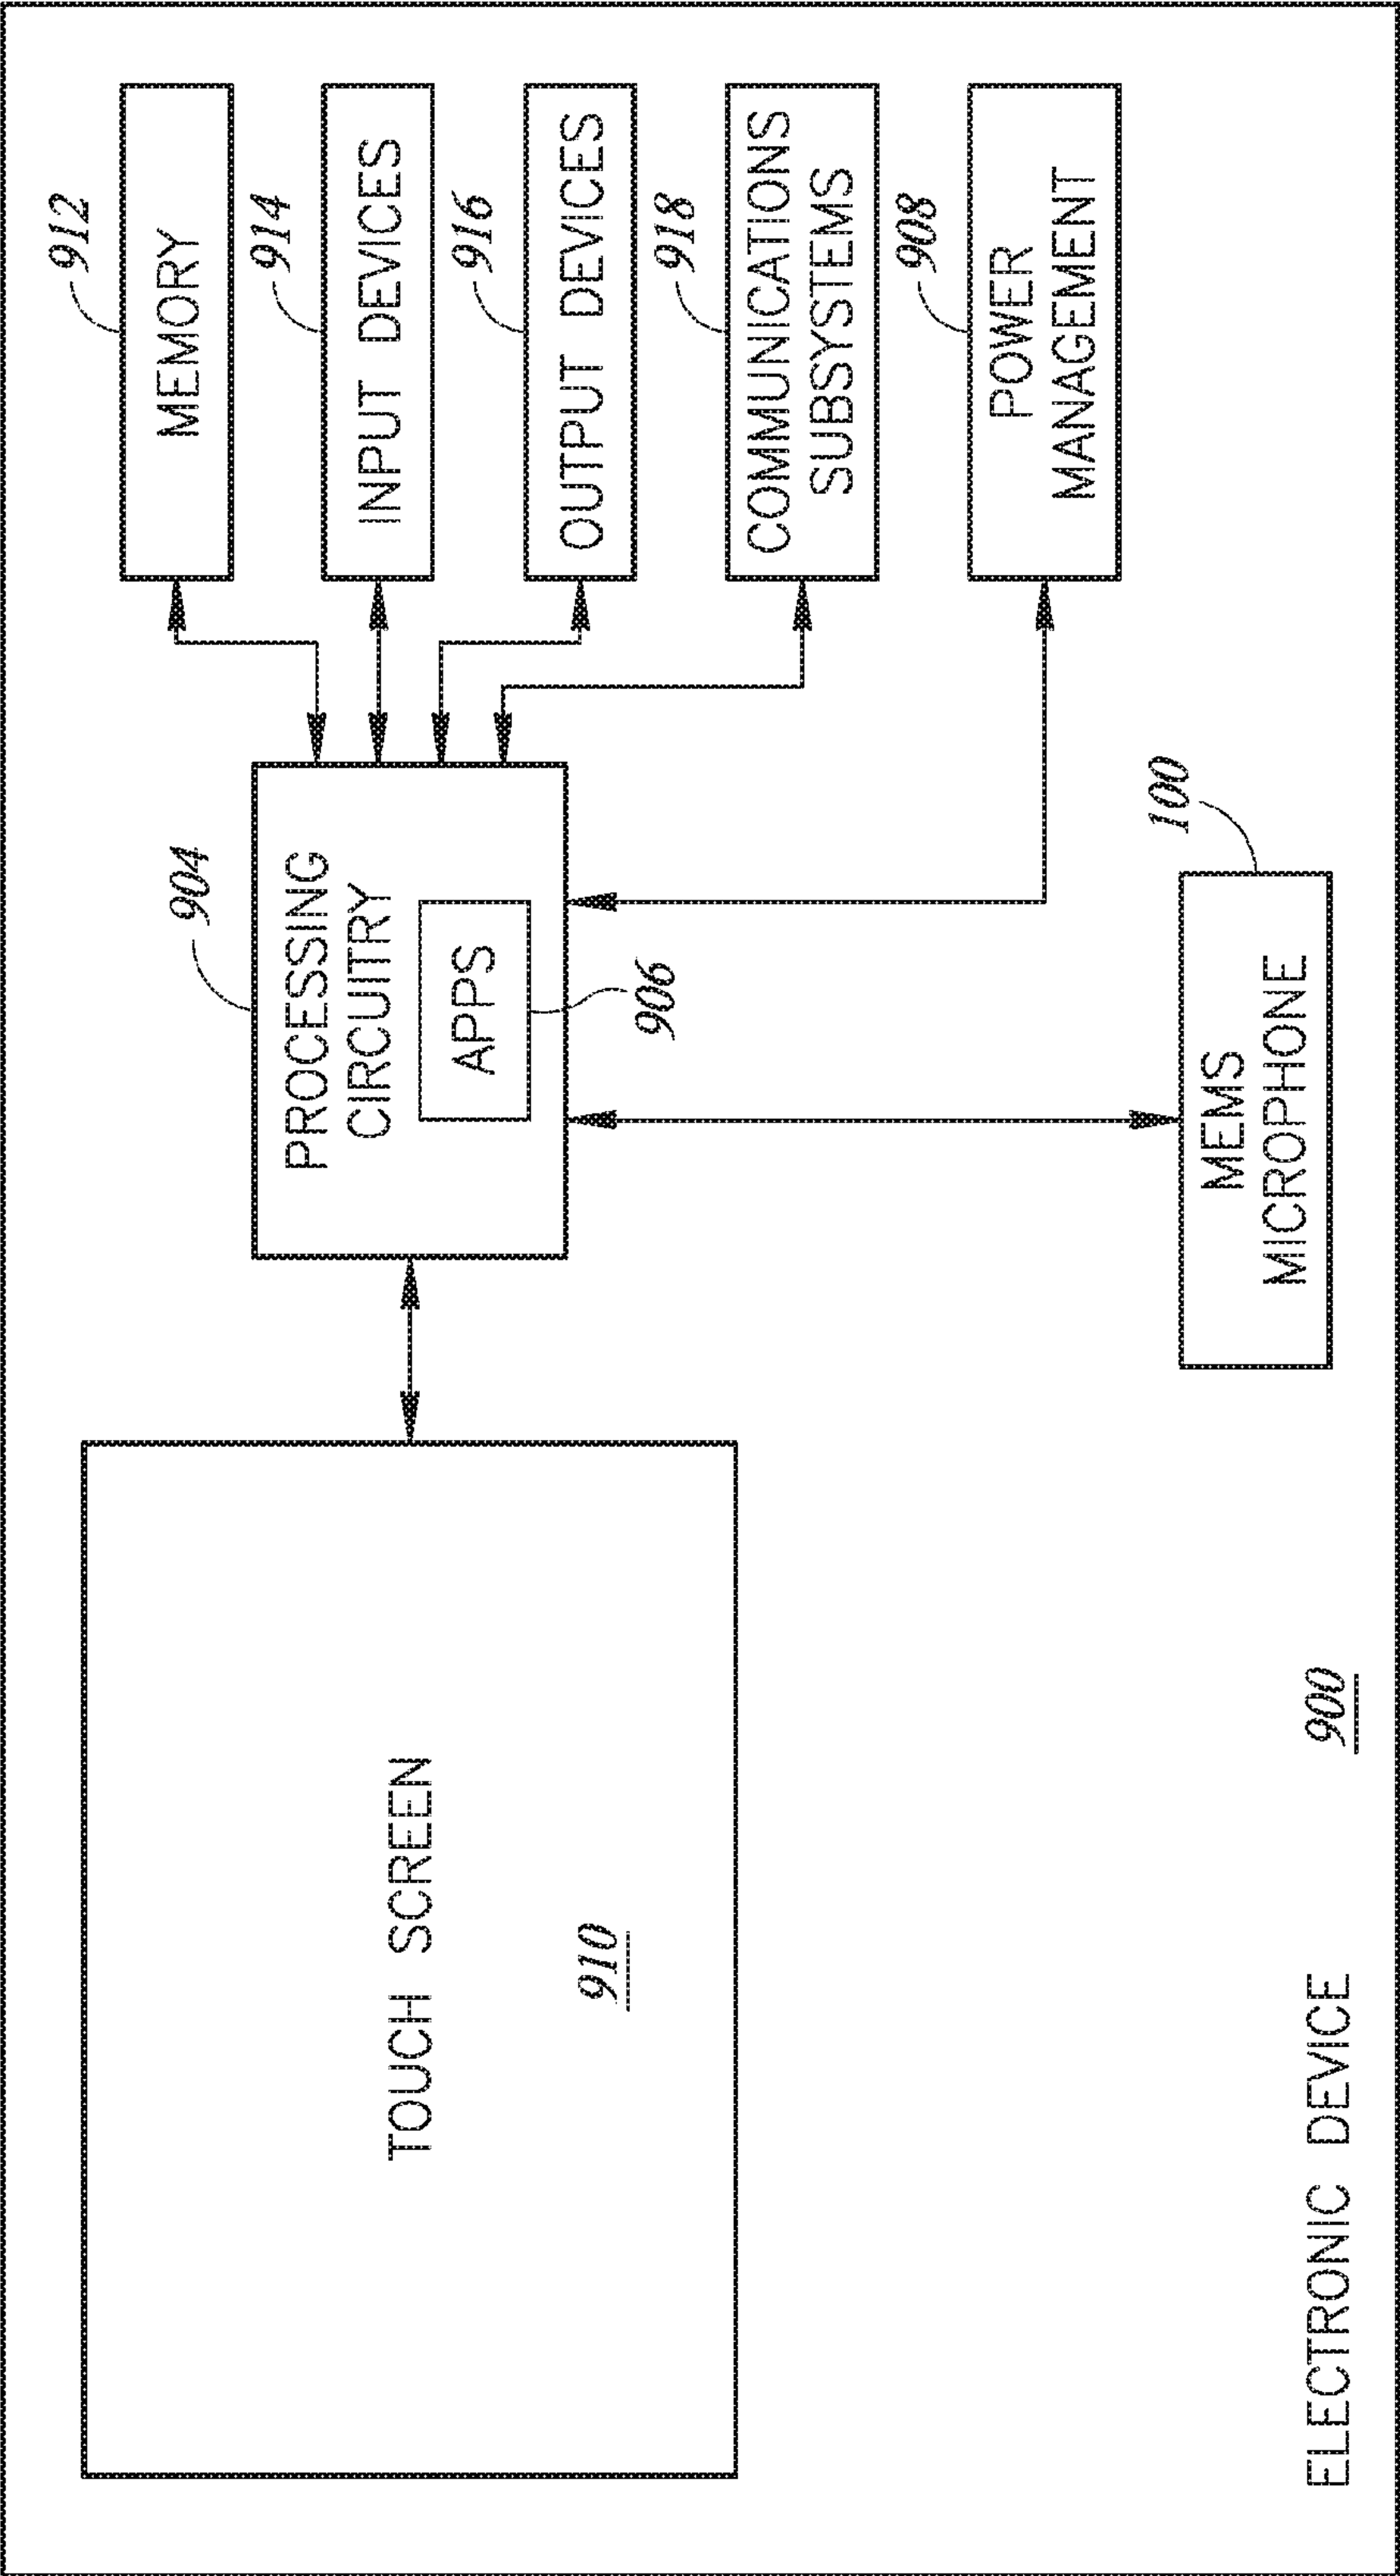 912
MEMORY
904
914
PROCESSING
CIRCUITRY
INPUT DEVICES
TOUCH SCREEN
APPS
916
910
906
OUTPUT DEVICES
918
COMMUNICATIONS
SUBSYSTEMS
908
POWER
MANAGEMENT
100
MEMS
MICROPHONE
ELECTRONIC DEVICE
900